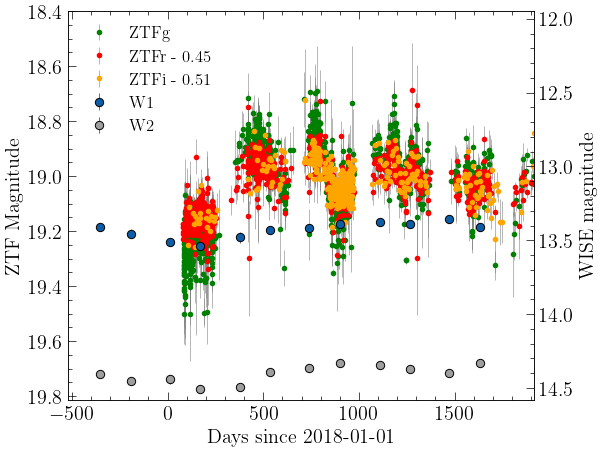 ZTFg
ZTFr - 0.45
ZTFi - 0.51
W1
W2
18.4
18.6
18.8
19.0
19.2
19.4
19.6
19.8
ZTF Magnitude
12.0
12.5
13.0
13.5
14.0
14.5
WISE magnitude
−500
0
500
1000
1500
Days since 2018-01-01